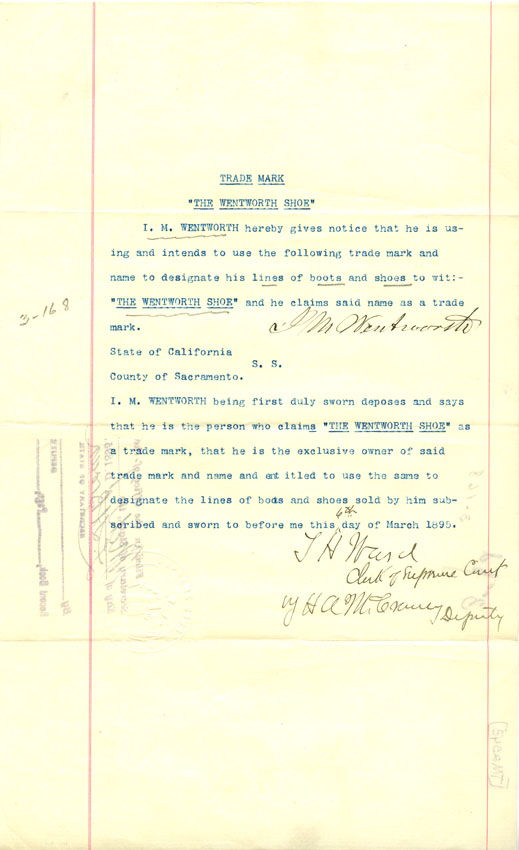 TRADE MARK
"THE WENTWORTH SHOE"
I. M. WENTWORTH hereby gives notice that he is us-
ing and intends to use the following trade mark and
name to designate his lines of boots and shoes to wit:-
"THE WENTWORTH SHOE" and he claims said name as a trade
mark.
I M Wentworth
3-168
State of California
S. S.
County of Sacramento.
I. M. WENTWORTH being first duly sworn deposes and says
that he is the person who claims "THE WENTWORTH SHOE" as
a trade mark, that he is the exclusive owner of said
trade mark and name and entitled to use the same to
designate the lines of boots and shoes sold by him sub-
scribed and sworn to before me this 6th day of March 1895.
T H Ward
Clerk of Supreme Court
by H A McCraney
Deputy